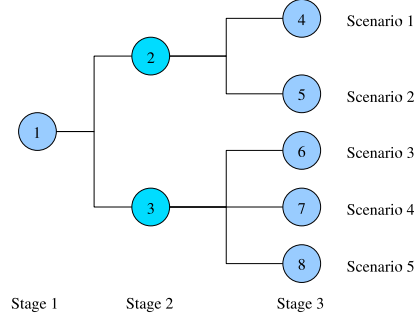 4 Scenario 1
2
5 Scenario 2
1
6 Scenario 3
3 7 Scenario 4
8 Scenario 5
Stage 1 Stage 2 Stage 3